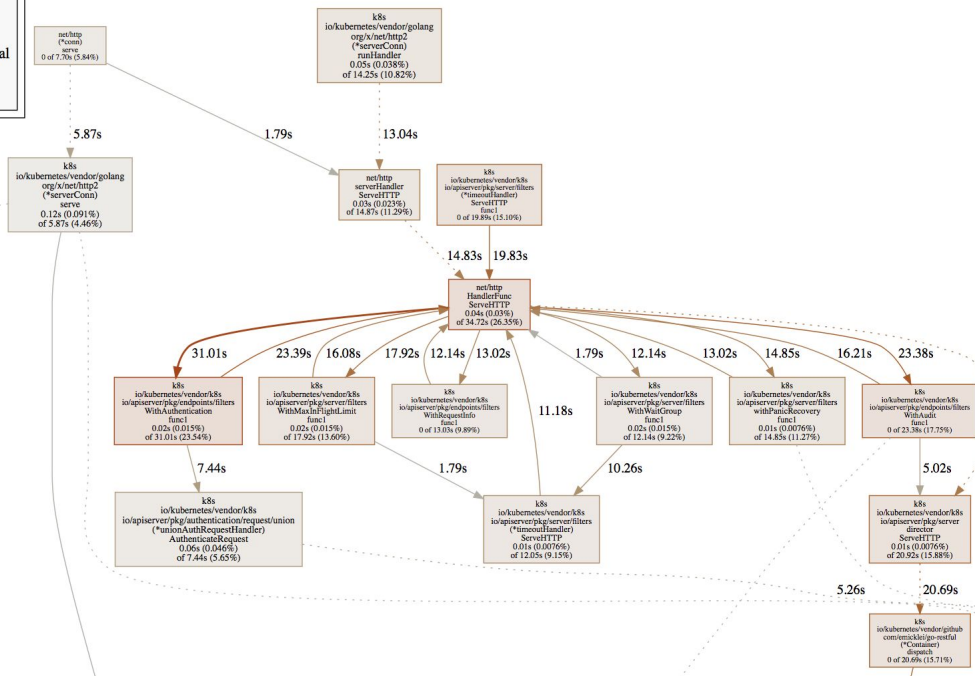 al
net/http
(*conn)
serve
0 of 7.70s (5.84%)
k8s
io/kubernetes/vendor/golang
org/x/net/http2
(*serverConn)
runHandler
0.05s (0.038%)
of 14.25s (10.82%)
5.87s
1.79s
13.04s
k8s
io/kubernetes/vendor/golang
org/x/net/http2
(*serverConn)
serve
0.12s (0.091%)
of 5.87s (4.46%)
net/http
serverHandler
ServeHTTP
0.03s (0.023%)
of 14.87s (11.29%)
k8s
io/kubernetes/vendor/k8s
io/apiserver/pkg/server/filters
(*timeoutHandler)
ServeHTTP
func1
0 of 19.89s (15.10%)
14.83s
19.83s
net/http
HandlerFunc
ServeHTTP
0.04s (0.03%)
of 34.72s (26.35%)
31.01s
23.39s
16.08s
17.92s
12.14s
13.02s
1.79s
12.14s
13.02s
14.85s
16.21s
23.38s
k8s
io/kubernetes/vendor/k8s
io/apiserver/pkg/endpoints/filters
WithAuthentication
func1
0.02s (0.015%)
of 31.01s (23.54%)
k8s
io/kubernetes/vendor/k8s
io/apiserver/pkg/server/filters
WithMaxInFlightLimit
func1
0.02s (0.015%)
of 17.92s (13.60%)
k8s
io/kubernetes/vendor/k8s
io/apiserver/pkg/endpoints/filters
WithRequestInfo
func1
0 of 13.03s (9.89%)
k8s
io/kubernetes/vendor/k8s
io/apiserver/pkg/server/filters
WithWaitGroup
func1
0.02s (0.015%)
of 12.14s (9.22%)
k8s
io/kubernetes/vendor/k8s
io/apiserver/pkg/server/filters
withPanicRecovery
func1
0.01s (0.0076%)
of 14.85s (11.27%)
k8s
io/kubernetes/vendor/k8s
io/apiserver/pkg/endpoints/filters
WithAudit
func1
0 of 23.38s (17.75%)
11.18s
7.44s
1.79s
10.26s
5.02s
k8s
io/kubernetes/vendor/k8s
io/apiserver/pkg/authentication/request/union
(*unionAuthRequestHandler)
AuthenticateRequest
0.06s (0.046%)
of 7.44s (5.65%)
k8s
io/kubernetes/vendor/k8s
io/apiserver/pkg/server/filters
(*timeoutHandler)
ServeHTTP
0.01s (0.0076%)
of 12.05s (9.15%)
k8s
io/kubernetes/vendor/k8s
io/apiserver/pkg/server
director
ServeHTTP
0.01s (0.0076%)
of 20.92s (15.88%)
5.26s
20.69s
k8s
io/kubernetes/vendor/github
com/emicklei/go-restful
(*Container)
dispatch
0 of 20.69s (15.71%)